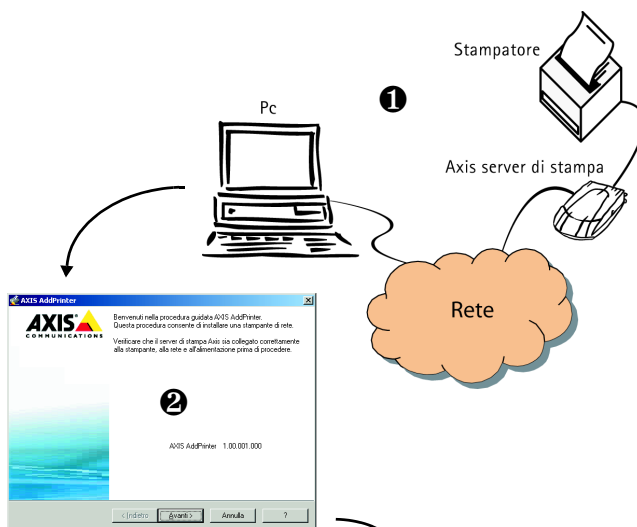 Stampatore
❶
Pc
Axis server di stampa
Rete
AXIS AddPrinter
AXIS
COMMUNICATIONS
Benvenuti nella procedura guidata AXIS AddPrinter.
Questa procedura consente di installare una stampante di rete.
Verificare che il server di stampa Axis sia collegato correttamente
alla stampante, alla rete e all'alimentazione prima di procedere.
❷
AXIS AddPrinter 1.00.001.000
< Indietro
Avanti >
Annulla
?